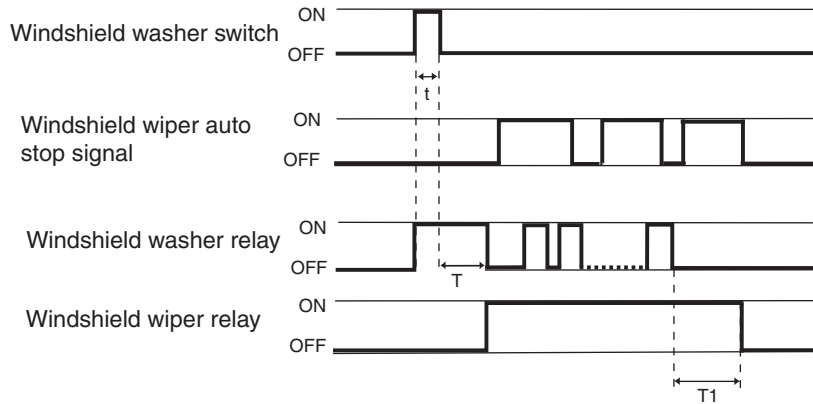 ON
Windshield washer switch
OFF
t
Windshield wiper auto
stop signal
ON
OFF
ON
Windshield washer relay
OFF
T
ON
Windshield wiper relay
OFF
T1